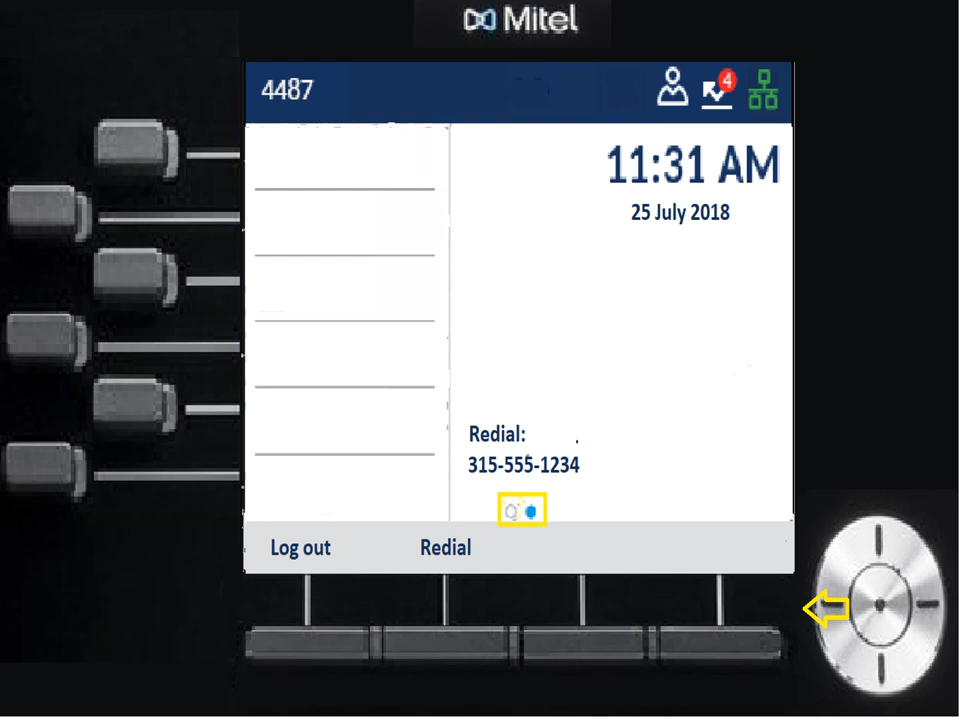 Mitel
4487
4
11:31 AM
25 July 2018
Redial:
315-555-1234
Log out
Redial